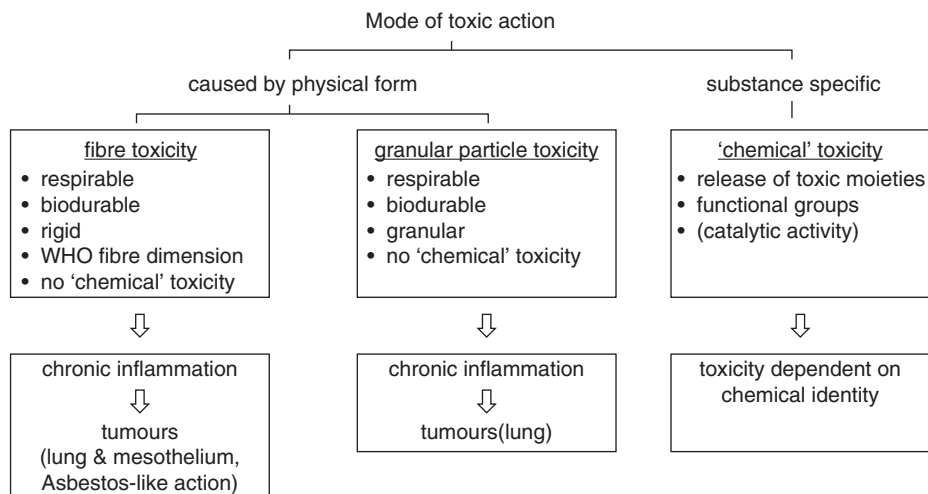 Mode of toxic action
caused by physical form
substance specific
fibre toxicity
• respirable
• biodurable
• rigid
• WHO fibre dimension
• no ‘chemical’ toxicity
granular particle toxicity
• respirable
• biodurable
• granular
• no ‘chemical’ toxicity
‘chemical’ toxicity
• release of toxic moieties
• functional groups
• (catalytic activity)
chronic inflammation
tumours
(lung & mesothelium,
Asbestos-like action)
chronic inflammation
tumours(lung)
toxicity dependent on
chemical identity